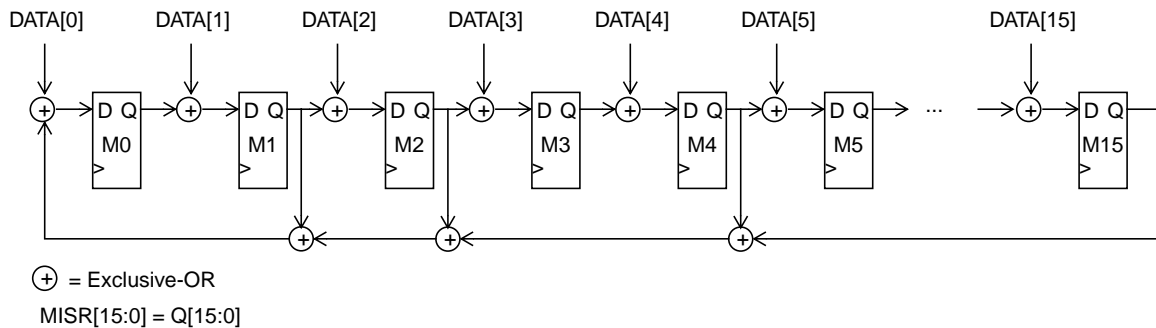 DATA[0] DATA[1] DATA[2] DATA[3] DATA[4] DATA[5] DATA[15]
+ + + + + + ... +
D Q D Q D Q D Q D Q D Q D Q
M0 M1 M2 M3 M4 M5 M15
> > > > > > >
+ + +
+ = Exclusive-OR
MISR[15:0] = Q[15:0]